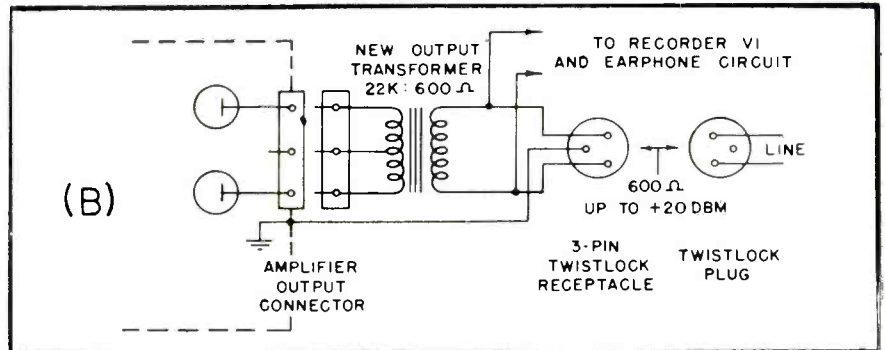 (B)
NEW OUTPUT
TRANSFORMER
22K : 600 Ω
TO RECORDER VI
AND EARPHONE CIRCUIT
LINE
600 Ω
UP TO +20 DBM
AMPLIFIER
OUTPUT
CONNECTOR
3-PIN
TWISTLOCK
RECEPTACLE
TWISTLOCK
PLUG